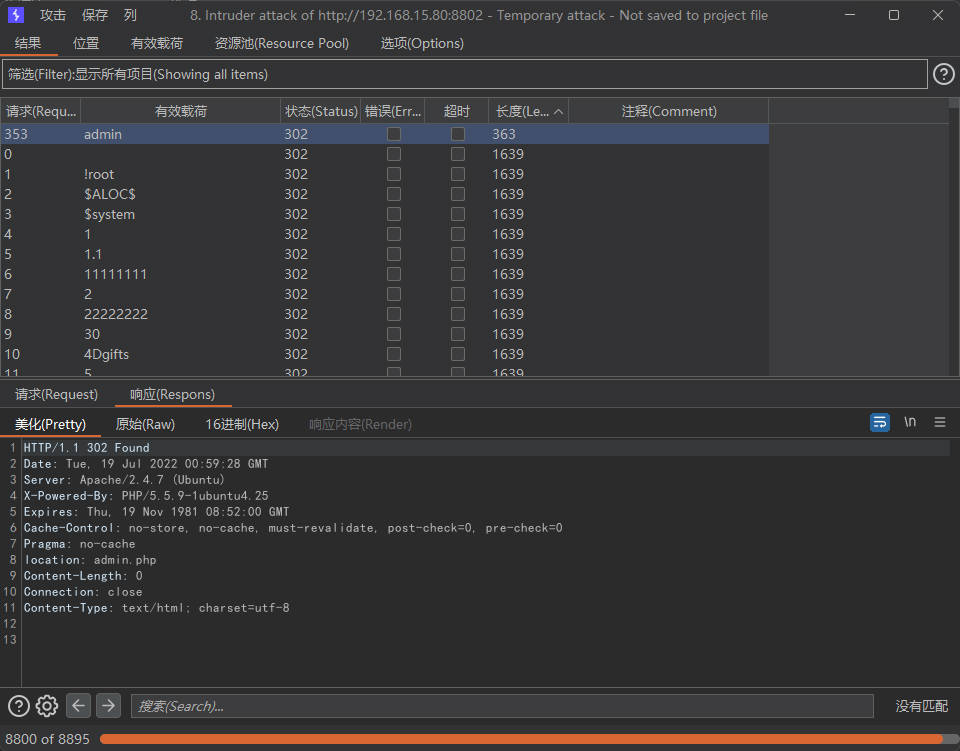 攻击 保存 列 8. Intruder attack of http://192.168.15.80:8802 - Temporary attack - Not saved to project file
结果 位置 有效载荷 资源池(Resource Pool) 选项(Options)
筛选(Filter):显示所有项目(Showing all items)
请求(Requ... 有效载荷 状态(Status) 错误(Err... 超时 长度(Le... 注释(Comment)
353 admin 302 363
0 302 1639
1 !root 302 1639
2 $ALOC$ 302 1639
3 $system 302 1639
4 1 302 1639
5 1.1 302 1639
6 11111111 302 1639
7 2 302 1639
8 22222222 302 1639
9 30 302 1639
10 4Dgifts 302 1639
11 5 302 1639
请求(Request) 响应(Respons)
美化(Pretty) 原始(Raw) 16进制(Hex) 响应内容(Render) \n
1 HTTP/1.1 302 Found
2 Date: Tue, 19 Jul 2022 00:59:28 GMT
3 Server: Apache/2.4.7 (Ubuntu)
4 X-Powered-By: PHP/5.5.9-1ubuntu4.25
5 Expires: Thu, 19 Nov 1981 08:52:00 GMT
6 Cache-Control: no-store, no-cache, must-revalidate, post-check=0, pre-check=0
7 Pragma: no-cache
8 location: admin.php
9 Content-Length: 0
10 Connection: close
11 Content-Type: text/html; charset=utf-8
12
13
搜索(Search)... 没有匹配
8800 of 8895